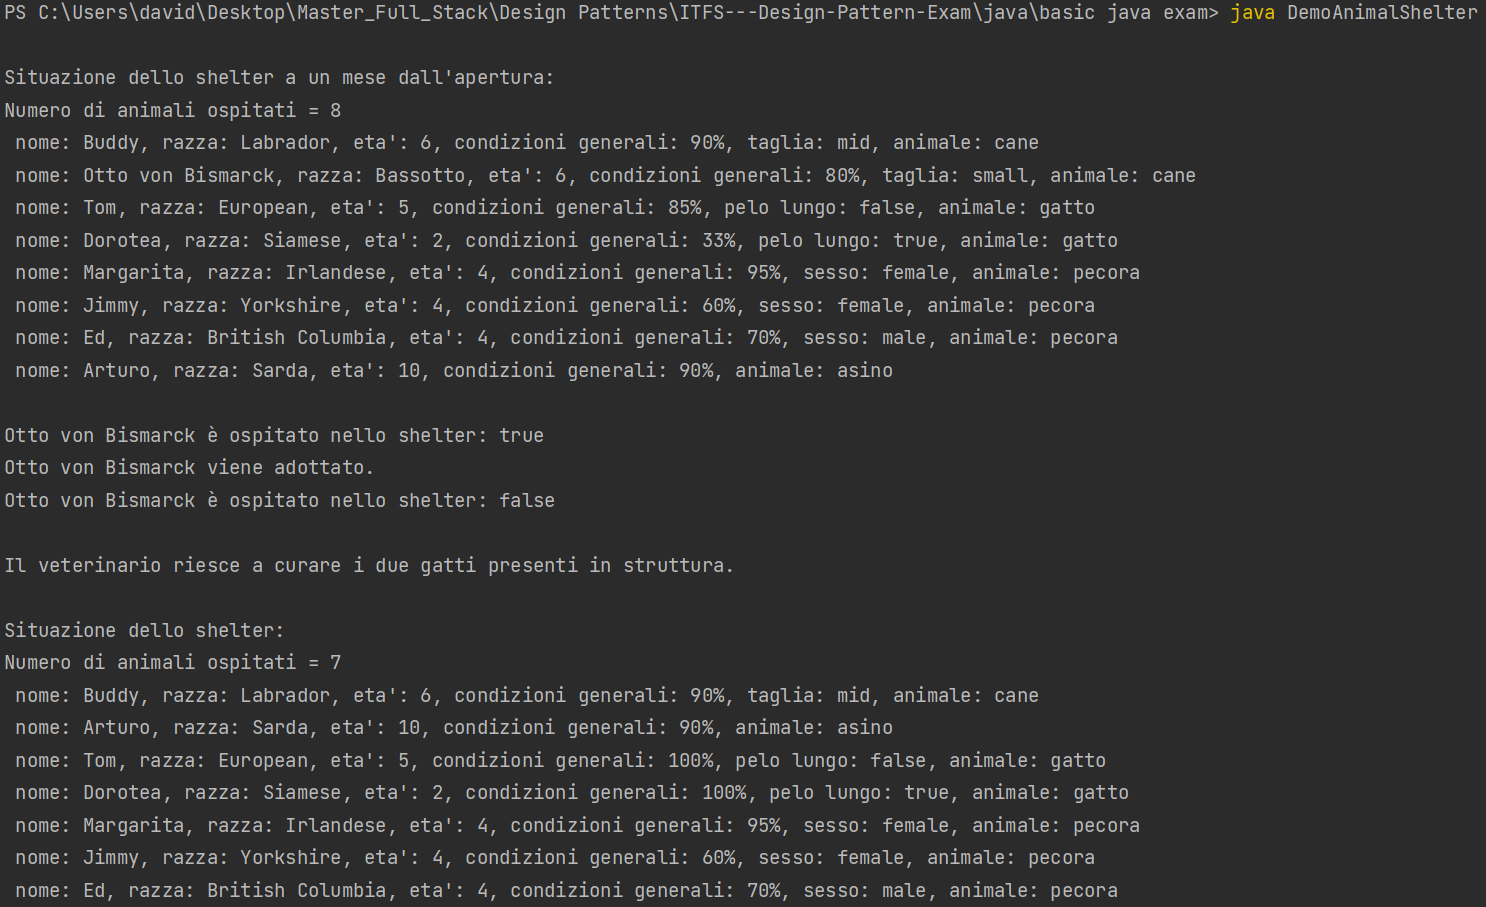 PS C:\Users\david\Desktop\Master_Full_Stack\Design Patterns\ITFS---Design-Pattern-Exam\java\basic java exam> java DemoAnimalShelter
Situazione dello shelter a un mese dall'apertura:
Numero di animali ospitati = 8
nome: Buddy, razza: Labrador, eta': 6, condizioni generali: 90%, taglia: mid, animale: cane
nome: Otto von Bismarck, razza: Bassotto, eta': 6, condizioni generali: 80%, taglia: small, animale: cane
nome: Tom, razza: European, eta': 5, condizioni generali: 85%, pelo lungo: false, animale: gatto
nome: Dorotea, razza: Siamese, eta': 2, condizioni generali: 33%, pelo lungo: true, animale: gatto
nome: Margarita, razza: Irlandese, eta': 4, condizioni generali: 95%, sesso: female, animale: pecora
nome: Jimmy, razza: Yorkshire, eta': 4, condizioni generali: 60%, sesso: female, animale: pecora
nome: Ed, razza: British Columbia, eta': 4, condizioni generali: 70%, sesso: male, animale: pecora
nome: Arturo, razza: Sarda, eta': 10, condizioni generali: 90%, animale: asino
Otto von Bismarck è ospitato nello shelter: true
Otto von Bismarck viene adottato.
Otto von Bismarck è ospitato nello shelter: false
Il veterinario riesce a curare i due gatti presenti in struttura.
Situazione dello shelter:
Numero di animali ospitati = 7
nome: Buddy, razza: Labrador, eta': 6, condizioni generali: 90%, taglia: mid, animale: cane
nome: Arturo, razza: Sarda, eta': 10, condizioni generali: 90%, animale: asino
nome: Tom, razza: European, eta': 5, condizioni generali: 100%, pelo lungo: false, animale: gatto
nome: Dorotea, razza: Siamese, eta': 2, condizioni generali: 100%, pelo lungo: true, animale: gatto
nome: Margarita, razza: Irlandese, eta': 4, condizioni generali: 95%, sesso: female, animale: pecora
nome: Jimmy, razza: Yorkshire, eta': 4, condizioni generali: 60%, sesso: female, animale: pecora
nome: Ed, razza: British Columbia, eta': 4, condizioni generali: 70%, sesso: male, animale: pecora